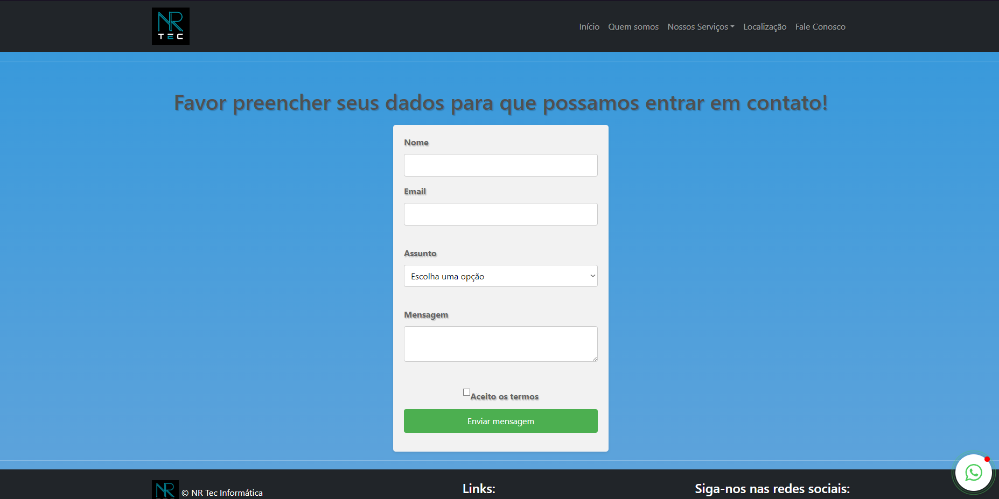 NR
TEC
Início Quem somos Nossos Serviços Localização Fale Conosco
Favor preencher seus dados para que possamos entrar em contato!
Nome
Email
Assunto
Escolha uma opção
Mensagem
Aceito os termos
Enviar mensagem
NR © NR Tec Informática
Links:
Siga-nos nas redes sociais: